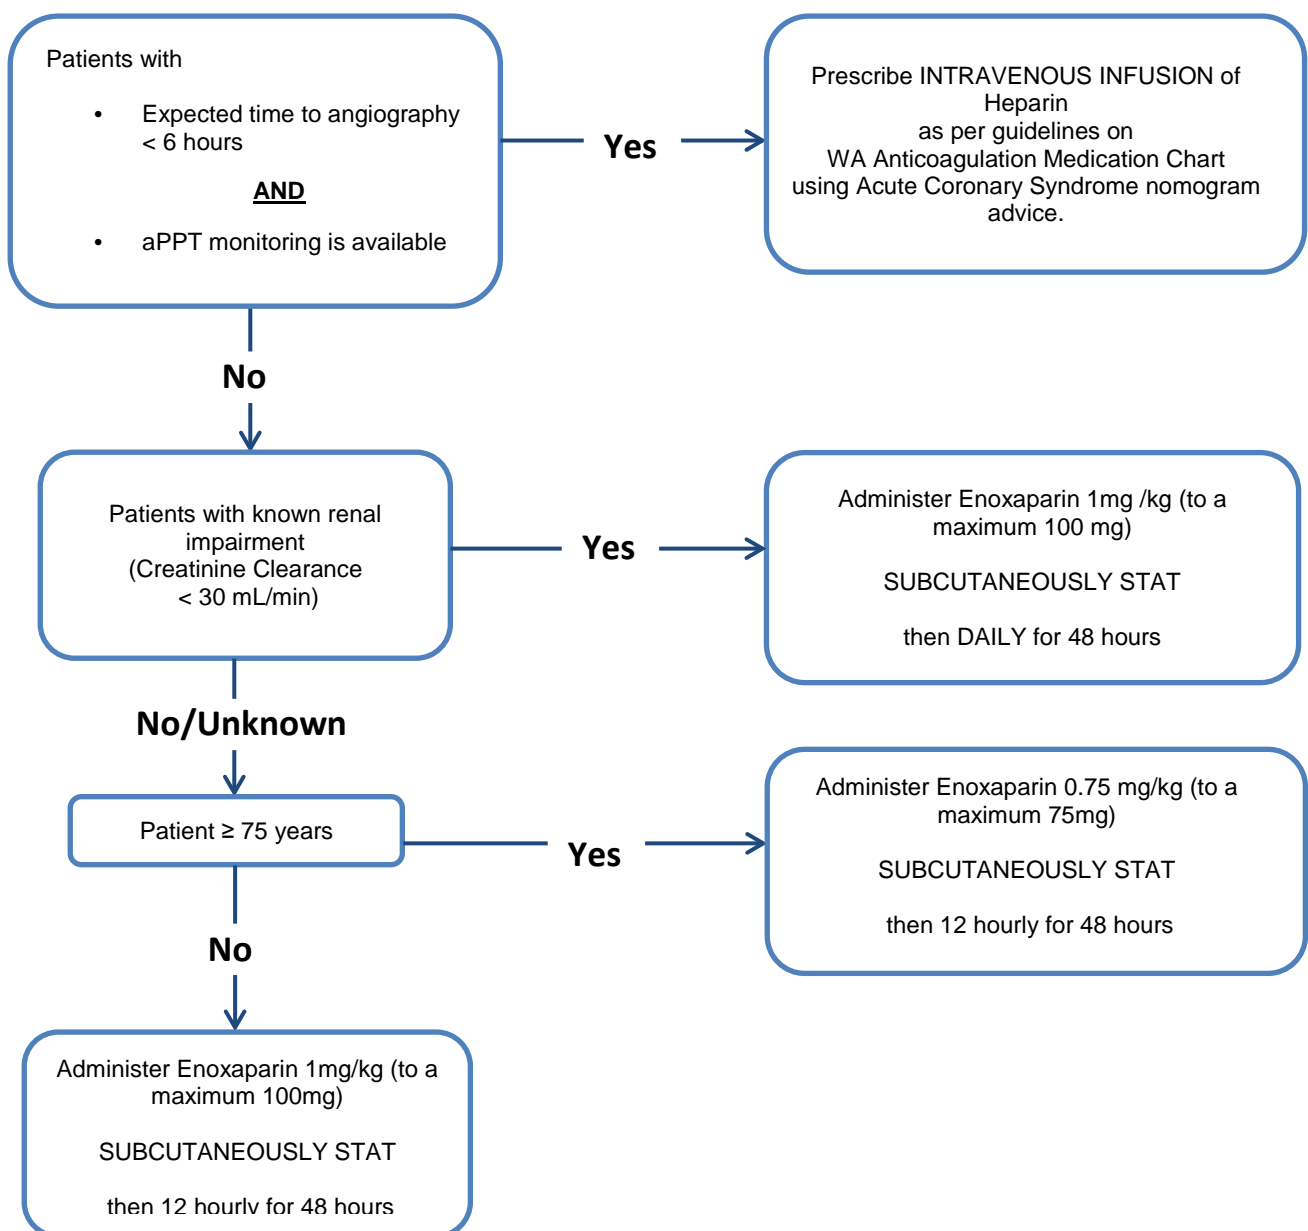 Patients with
• Expected time to angiography
< 6 hours
AND
• aPPT monitoring is available
Yes
Prescribe INTRAVENOUS INFUSION of
Heparin
as per guidelines on
WA Anticoagulation Medication Chart
using Acute Coronary Syndrome nomogram
advice.
No
Patients with known renal
impairment
(Creatinine Clearance
< 30 mL/min)
Yes
Administer Enoxaparin 1mg /kg (to a
maximum 100 mg)
SUBCUTANEOUSLY STAT
then DAILY for 48 hours
No/Unknown
Patient ≥ 75 years
Yes
Administer Enoxaparin 0.75 mg/kg (to a
maximum 75mg)
SUBCUTANEOUSLY STAT
then 12 hourly for 48 hours
No
Administer Enoxaparin 1mg/kg (to a
maximum 100mg)
SUBCUTANEOUSLY STAT
then 12 hourly for 48 hours